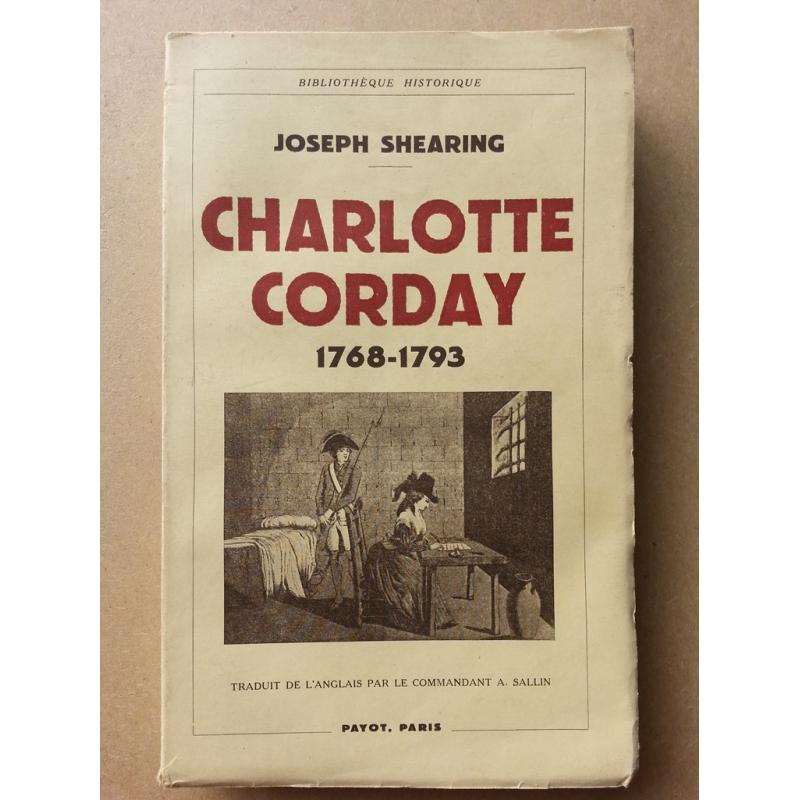 BIBLIOTHÈQUE HISTORIQUE
JOSEPH SHEARING
CHARLOTTE
CORDAY
1768-1793
TRADUIT DE L'ANGLAIS PAR LE COMMANDANT A. SALLIN
PAYOT, PARIS